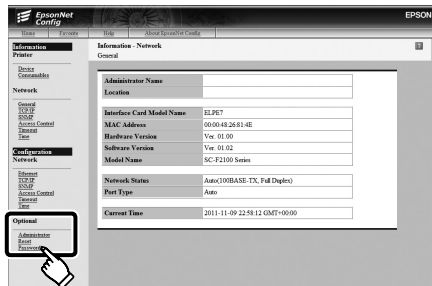 EpsonNet
Config
EPSON
Home Favorite Help About EpsonNet Config
Information
Printer
Device
Consumables
Network
General
TCP/IP
SNMP
Access Control
Timeout
Time
Configuration
Network
Ethernet
TCP/IP
SNMP
Access Control
Timeout
Time
Optional
Administrator
Reset
Password
Information - Network
General
?
Administrator Name
Location
Interface Card Model Name ELPE7
MAC Address 00:00:48:26:81:4E
Hardware Version Ver. 01.00
Software Version Ver. 01.02
Model Name SC-F2100 Series
Network Status Auto(100BASE-TX, Full Duplex)
Port Type Auto
Current Time 2011-11-09 22:58:12 GMT+00:00